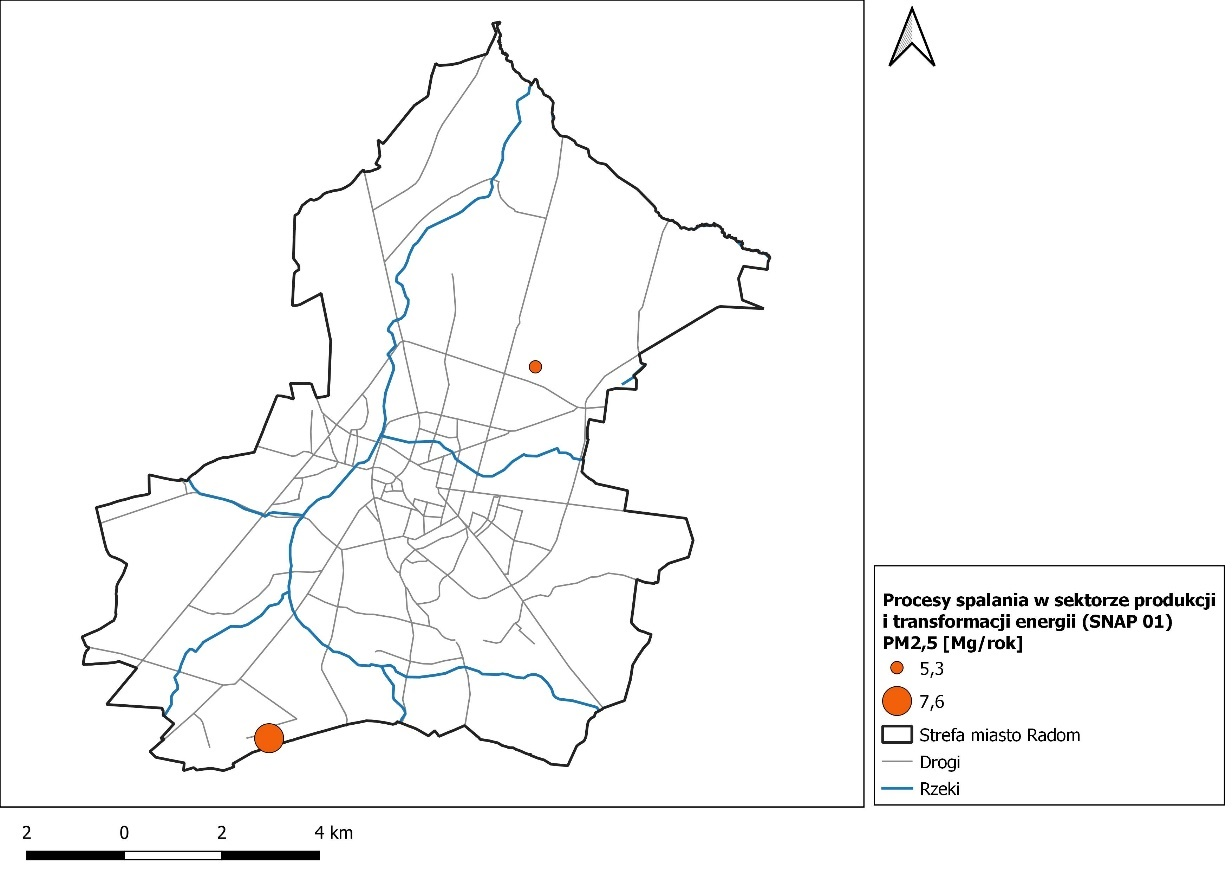 Procesy spalania w sektorze produkcji
i transformacji energii (SNAP 01)
PM2,5 [Mg/rok]
5,3
7,6
Strefa miasto Radom
Drogi
Rzeki
2 0 2 4 km